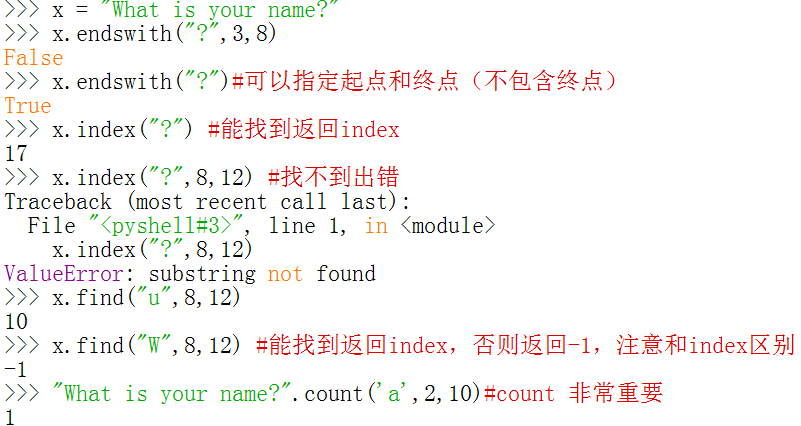 >>> x = "What is your name?"
>>> x.endswith("?",3,8)
False
>>> x.endswith("?")#可以指定起点和终点（不包含终点）
True
>>> x.index("?") #能找到返回index
17
>>> x.index("?",8,12) #找不到出错
Traceback (most recent call last):
  File "<pyshell#3>", line 1, in <module>
    x.index("?",8,12)
ValueError: substring not found
>>> x.find("u",8,12)
10
>>> x.find("W",8,12) #能找到返回index，否则返回-1，注意和index区别
-1
>>> "What is your name?".count('a',2,10)#count 非常重要
1